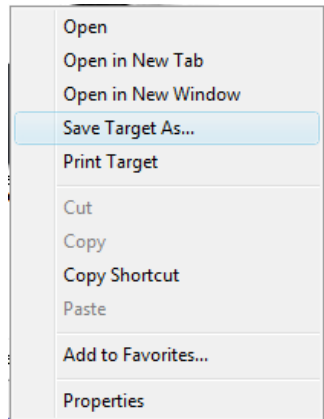 Open
Open in New Tab
Open in New Window
Save Target As...
Print Target
Cut
Copy
Copy Shortcut
Paste
Add to Favorites...
Properties